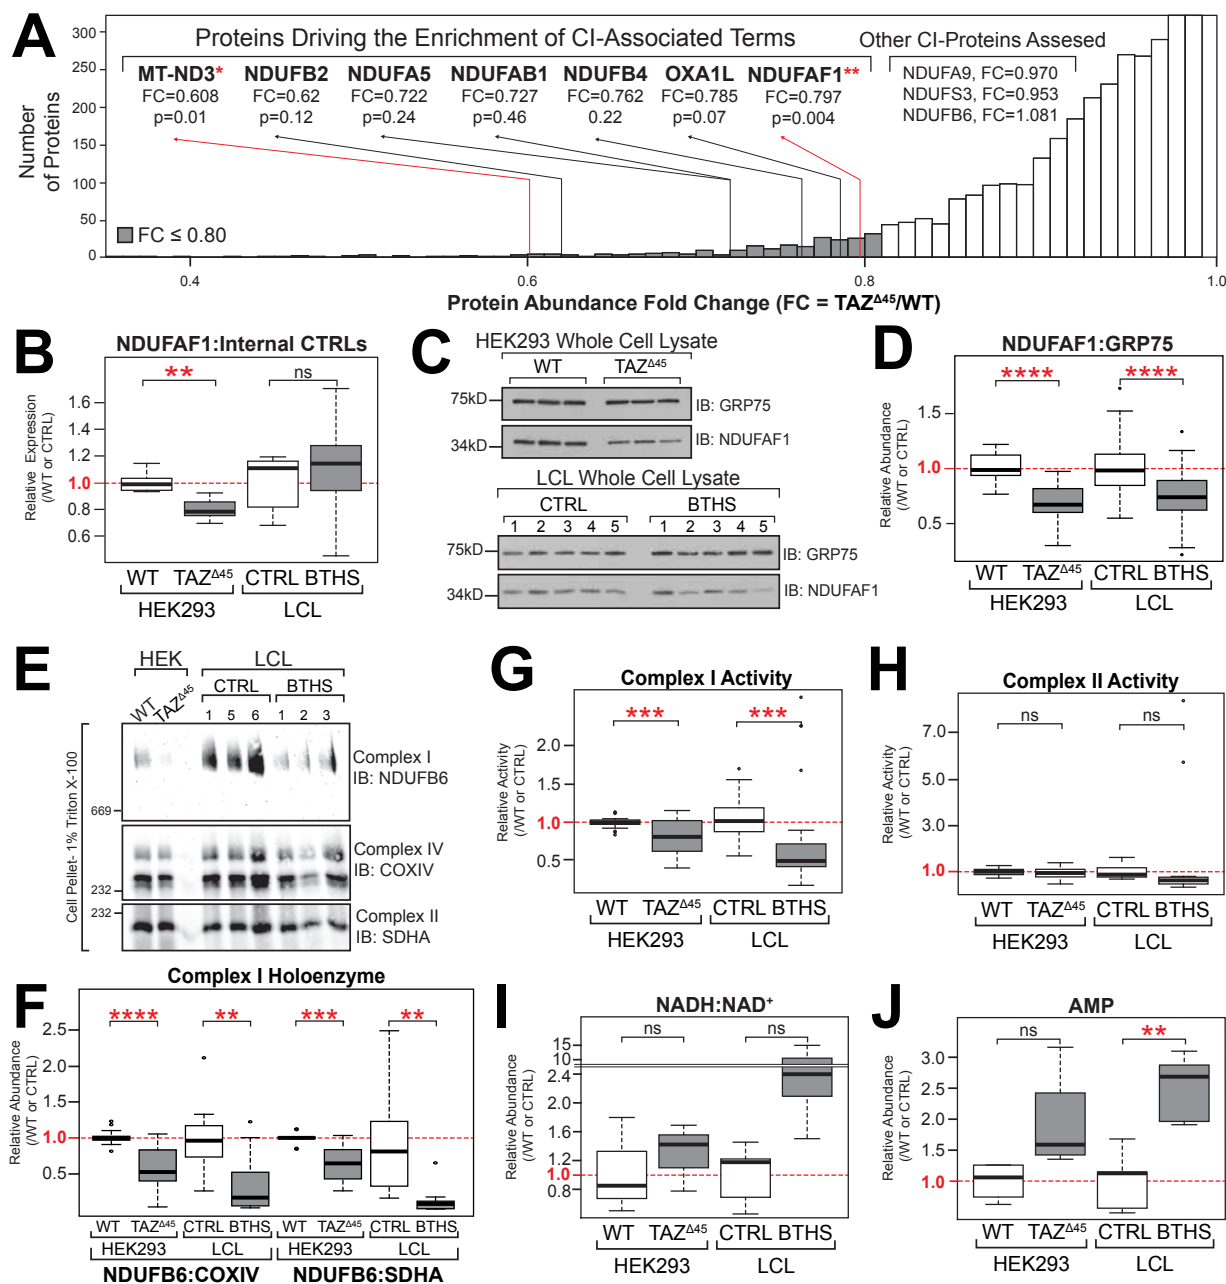 A
Proteins Driving the Enrichment of CI-Associated Terms
Other CI-Proteins Assesed
MT-ND3* NDUFB2 NDUFA5 NDUFAB1 NDUFB4 OXA1L NDUFAF1**
FC=0.608 FC=0.62 FC=0.722 FC=0.727 FC=0.762 FC=0.785 FC=0.797
p=0.01 p=0.12 p=0.24 p=0.46 0.22 p=0.07 p=0.004
NDUFA9, FC=0.970
NDUFS3, FC=0.953
NDUFB6, FC=1.081
Number
of Proteins
300
250
200
150
100
50
0
FC ≤ 0.80
0.4 0.6 0.8 1.0
Protein Abundance Fold Change (FC = TAZΔ45/WT)
B
NDUFAF1:Internal CTRLs
** ns
Relative Expression
(/WT or CTRL)
1.6
1.4
1.2
1.0
0.8
0.6
WT TAZΔ45 CTRL BTHS
HEK293 LCL
C
HEK293 Whole Cell Lysate
WT TAZΔ45
75kD IB: GRP75
34kD IB: NDUFAF1
LCL Whole Cell Lysate
CTRL BTHS
1 2 3 4 5 1 2 3 4 5
75kD IB: GRP75
34kD IB: NDUFAF1
D
NDUFAF1:GRP75
**** ****
Relative Abundance
(/WT or CTRL)
1.5
1.0
0.5
WT TAZΔ45 CTRL BTHS
HEK293 LCL
E
HEK LCL
WT TAZΔ45 CTRL BTHS
1 5 6 1 2 3
Cell Pellet- 1% Triton X-100
Complex I
IB: NDUFB6
669
Complex IV
IB: COXIV
232
232
Complex II
IB: SDHA
F
Complex I Holoenzyme
**** ** *** **
Relative Abundance
(/WT or CTRL)
2.5
2.0
1.5
1.0
0.5
WT TAZΔ45 CTRL BTHS WT TAZΔ45 CTRL BTHS
HEK293 LCL HEK293 LCL
NDUFB6:COXIV NDUFB6:SDHA
G
Complex I Activity
*** ***
Relative Activity
(/WT or CTRL)
2.0
1.5
1.0
0.5
WT TAZΔ45 CTRL BTHS
HEK293 LCL
H
Complex II Activity
ns ns
Relative Activity
(/WT or CTRL)
7.0
5.0
3.0
1.0
WT TAZΔ45 CTRL BTHS
HEK293 LCL
I
NADH:NAD+
ns ns
Relative Abundance
(/WT or CTRL)
15
10
2.4
2.0
1.6
1.2
1.0
0.8
WT TAZΔ45 CTRL BTHS
HEK293 LCL
J
AMP
ns **
Relative Abundance
(/WT or CTRL)
3.0
2.5
2.0
1.5
1.0
WT TAZΔ45 CTRL BTHS
HEK293 LCL